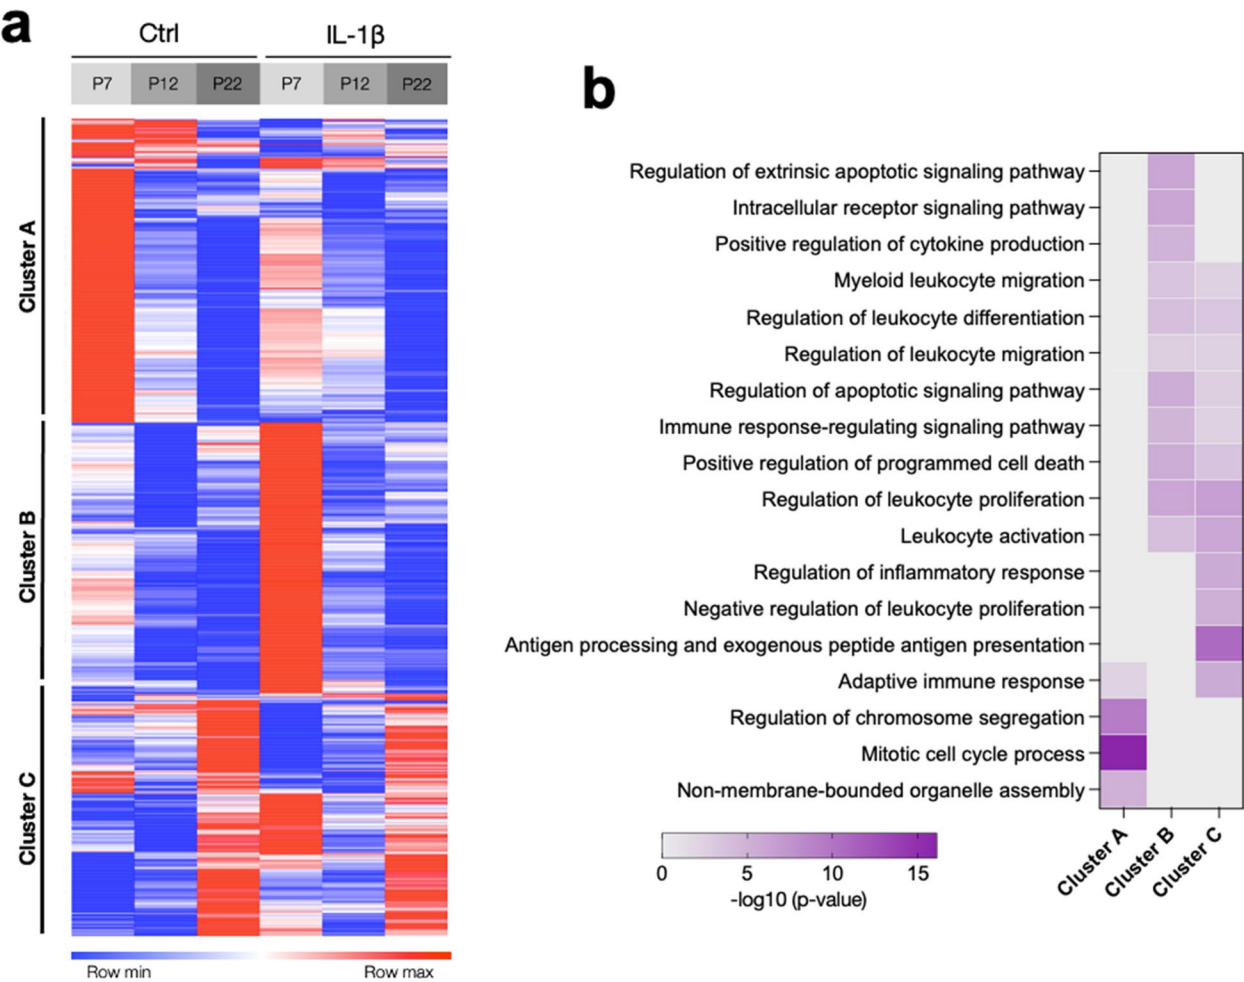 a
Ctrl IL-1β
P7 P12 P22 P7 P12 P22
Cluster A
Cluster B
Cluster C
Row min Row max
b
Regulation of extrinsic apoptotic signaling pathway
Intracellular receptor signaling pathway
Positive regulation of cytokine production
Myeloid leukocyte migration
Regulation of leukocyte differentiation
Regulation of leukocyte migration
Regulation of apoptotic signaling pathway
Immune response-regulating signaling pathway
Positive regulation of programmed cell death
Regulation of leukocyte proliferation
Leukocyte activation
Regulation of inflammatory response
Negative regulation of leukocyte proliferation
Antigen processing and exogenous peptide antigen presentation
Adaptive immune response
Regulation of chromosome segregation
Mitotic cell cycle process
Non-membrane-bounded organelle assembly
Cluster A Cluster B Cluster C
0 5 10 15
-log10 (p-value)